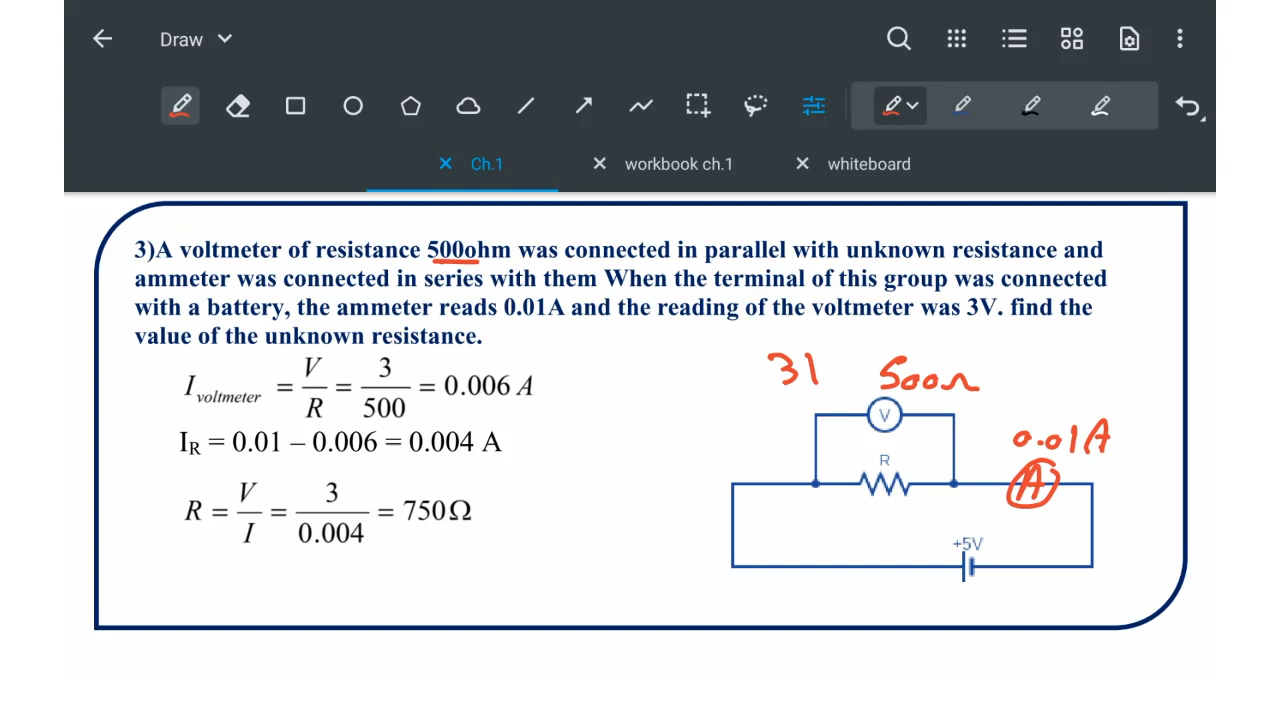 Draw
Ch.1
workbook ch.1
whiteboard
3)A voltmeter of resistance 500ohm was connected in parallel with unknown resistance and
ammeter was connected in series with them When the terminal of this group was connected
with a battery, the ammeter reads 0.01A and the reading of the voltmeter was 3V. find the
value of the unknown resistance.
I voltmeter = V/R = 3/500 = 0.006 A
IR = 0.01 – 0.006 = 0.004 A
R = V/I = 3/0.004 = 750Ω
31 500Ω
V
0.01A
R
A
+5V